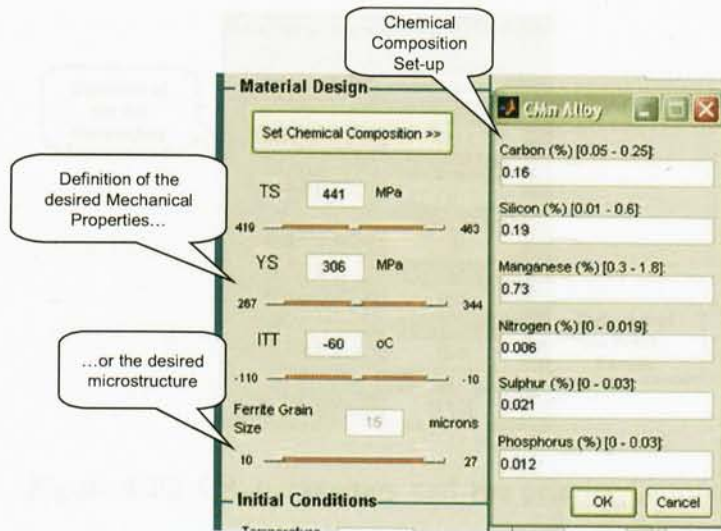 Chemical
Composition
Set-up
Material Design
Set Chemical Composition >>
Definition of the
desired Mechanical
Properties…
TS 441 MPa
419 463
YS 306 MPa
267 344
ITT -60 oC
-110 -10
…or the desired
microstructure
Ferrite Grain
Size 15 microns
10 27
Initial Conditions
CMn Alloy
Carbon (%) [0.05 - 0.25]:
0.16
Silicon (%) [0.01 - 0.6]:
0.19
Manganese (%) [0.3 - 1.8]:
0.73
Nitrogen (%) [0 - 0.019]:
0.006
Sulphur (%) [0 - 0.03]:
0.021
Phosphorus (%) [0 - 0.03]:
0.012
OK Cancel